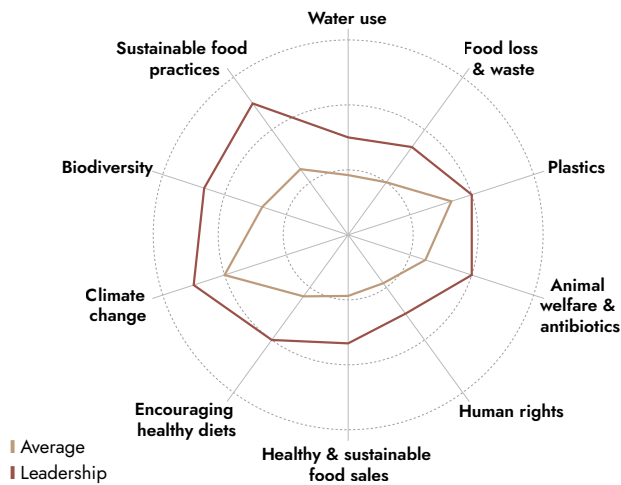 Water use
Sustainable food
practices
Food loss
& waste
Biodiversity
Plastics
Climate
change
Animal
welfare &
antibiotics
Encouraging
healthy diets
Human rights
Healthy & sustainable
food sales
Average
Leadership